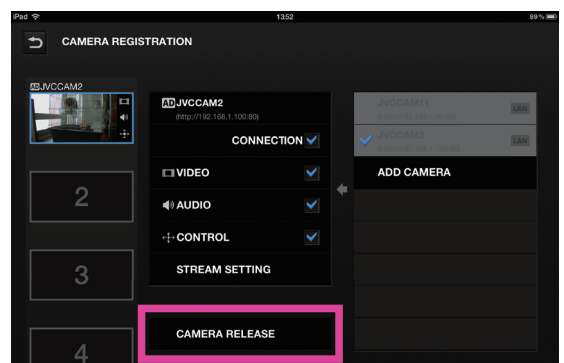 iPad 1352 89%
CAMERA REGISTRATION
AD JVCCAM2
AD JVCCAM2
(http://192.168.1.100:80)
CONNECTION
VIDEO
AUDIO
CONTROL
STREAM SETTING
CAMERA RELEASE
2
3
4
JVCCAM11
LAN
JVCCAM2
LAN
ADD CAMERA